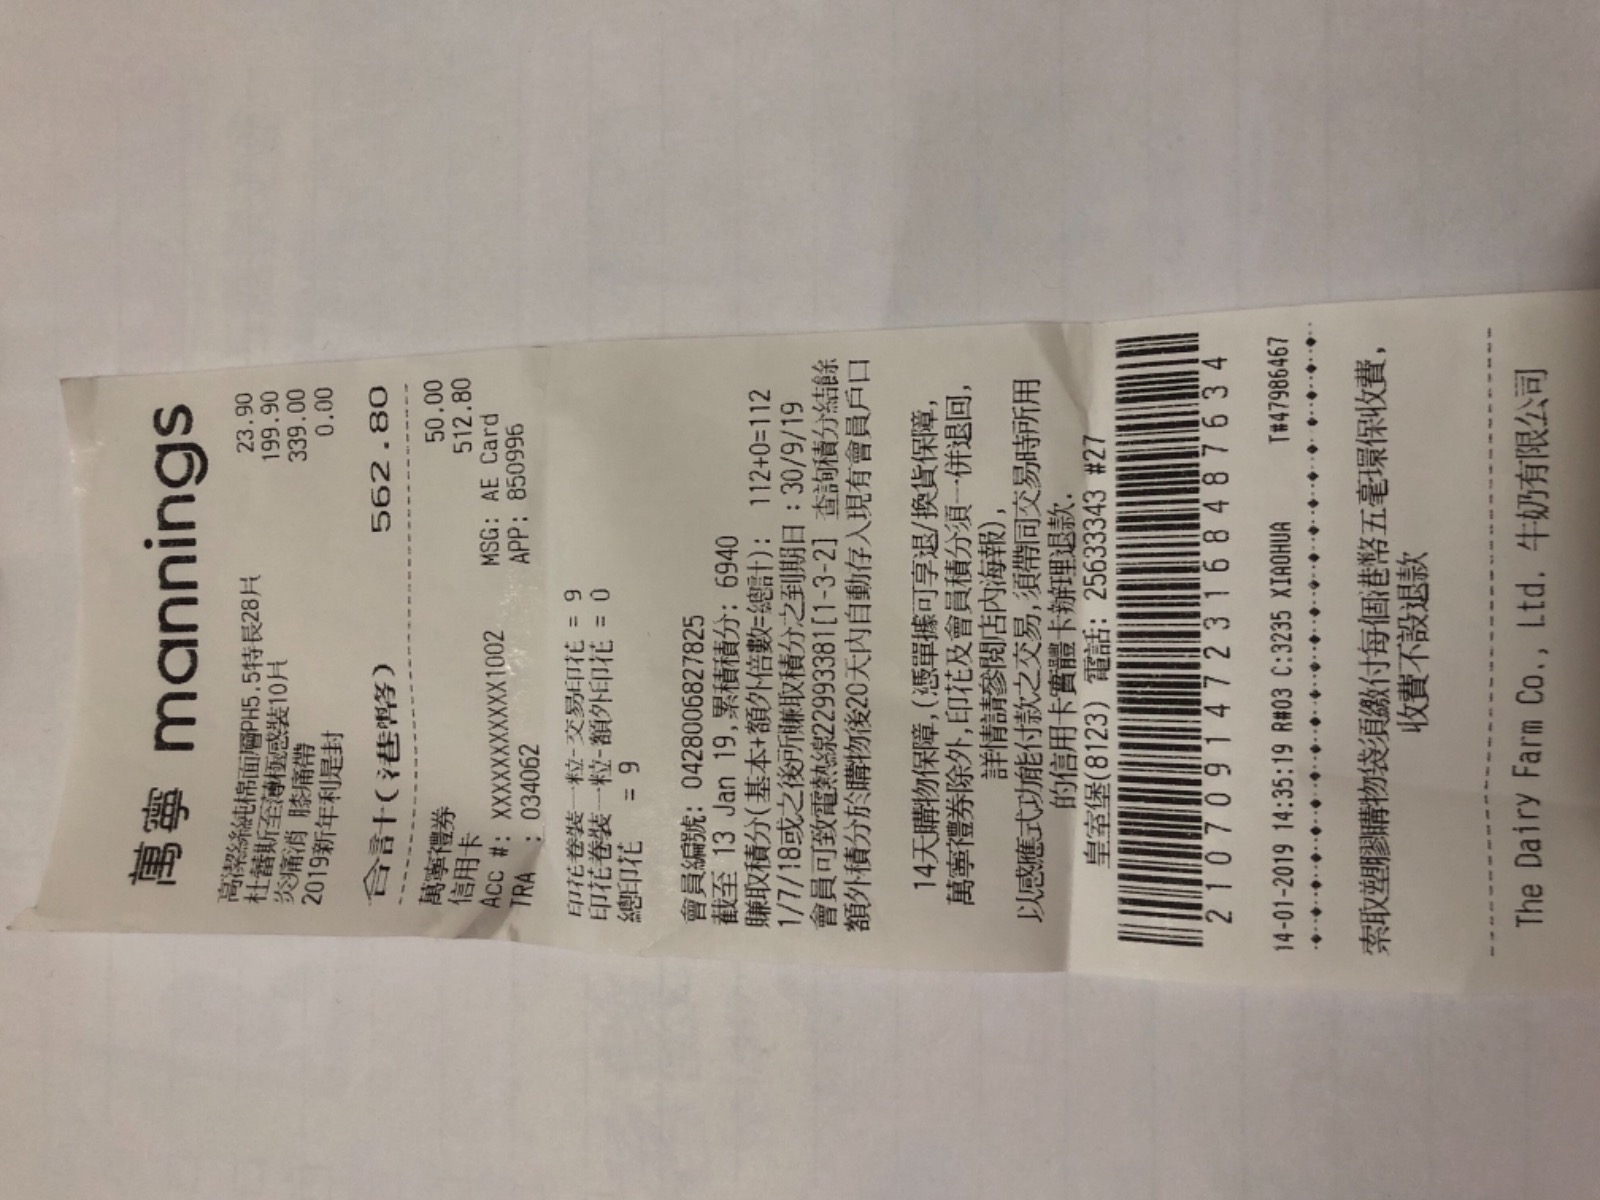 萬寧 mannings
高潔絲純棉面層PH5.5特長28片 23.90
杜蕾斯至薄極感裝10片 199.90
炎痛消 膝痛帶 339.00
2019新年利是封 0.00
合計(港幣) 562.80
萬寧禮券 50.00
信用卡 512.80
Acc #: XXXXXXXXXXX1002 MSG: AE Card
TRA : 034062 APP: 850996
印花卷裝一粒-交易印花 = 9
印花卷裝一粒-額外印花 = 0
總印花 = 9
會員編號: 0428006827825
截至 13 Jan 19,累積積分: 6940
賺取積分(基本+額外倍數=總計): 112+0=112
1/7/18或之後所賺取積分之到期日:30/9/19
會員可致電熱線22993381[1-3-2] 查詢積分結餘
額外積分於購物後20天內自動存入現有會員戶口
14天購物保障,(憑單據可享退/換貨保障,
萬寧禮券除外,印花及會員積分須一併退回,
詳情請參閱店內海報),
以感應式功能付款之交易,須帶同交易時所用
的信用卡實體卡辦理退款.
皇室堡(8123) 電話: 25633343 #27
2107091472316848​7634
14-01-2019 14:35:19 R#03 C:3235 XIAOHUA T#47986467
索取塑膠購物袋須繳付每個港幣五毫環保收費,
收費不設退款
The Dairy Farm Co., Ltd. 牛奶有限公司